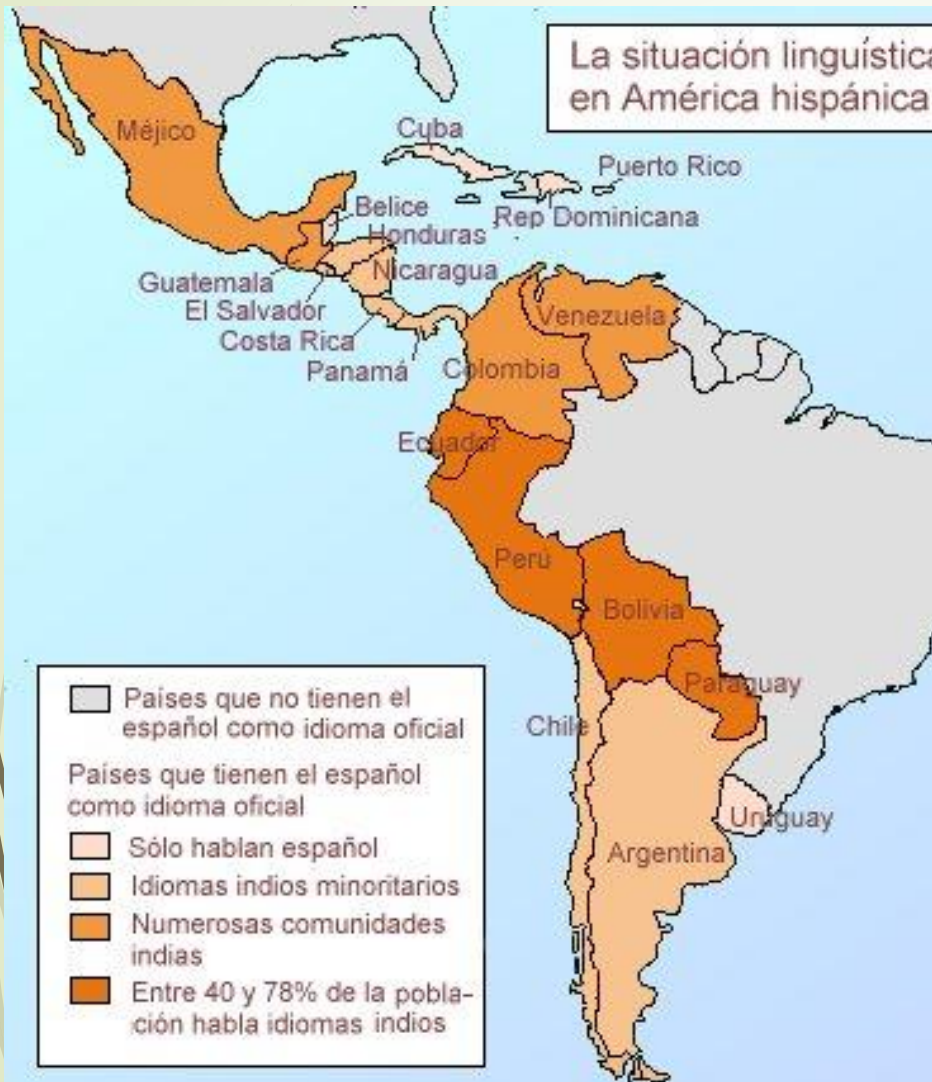 La situación linguística
en América hispánica
Méjico
Cuba
Puerto Rico
Rep Dominicana
Belice
Honduras
Nicaragua
Guatemala
El Salvador
Costa Rica
Panamá
Venezuela
Colombia
Ecuador
Perú
Bolivia
Paraguay
Chile
Uruguay
Argentina
Países que no tienen el
español como idioma oficial
Países que tienen el español
como idioma oficial
Sólo hablan español
Idiomas indios minoritarios
Numerosas comunidades
indias
Entre 40 y 78% de la pobla-
ción habla idiomas indios